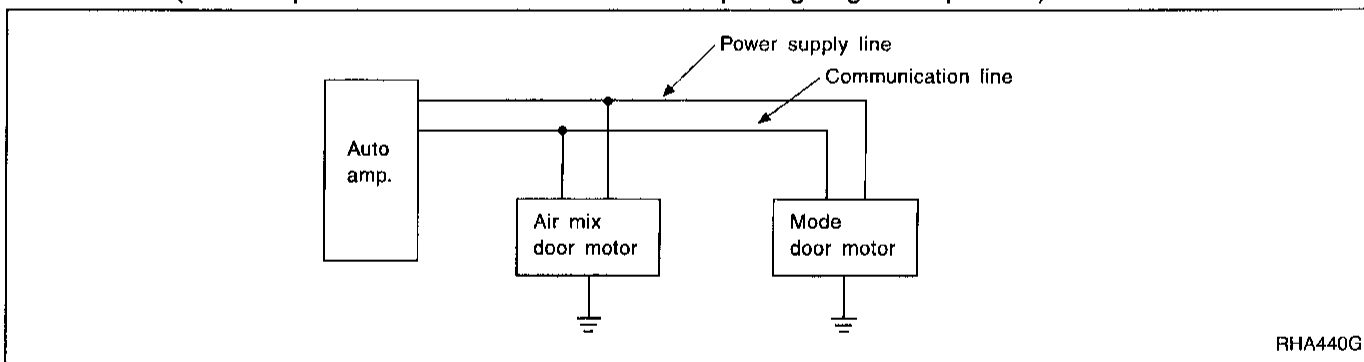 Power supply line
Communication line
Auto
amp.
Air mix
door motor
Mode
door motor
RHA440G